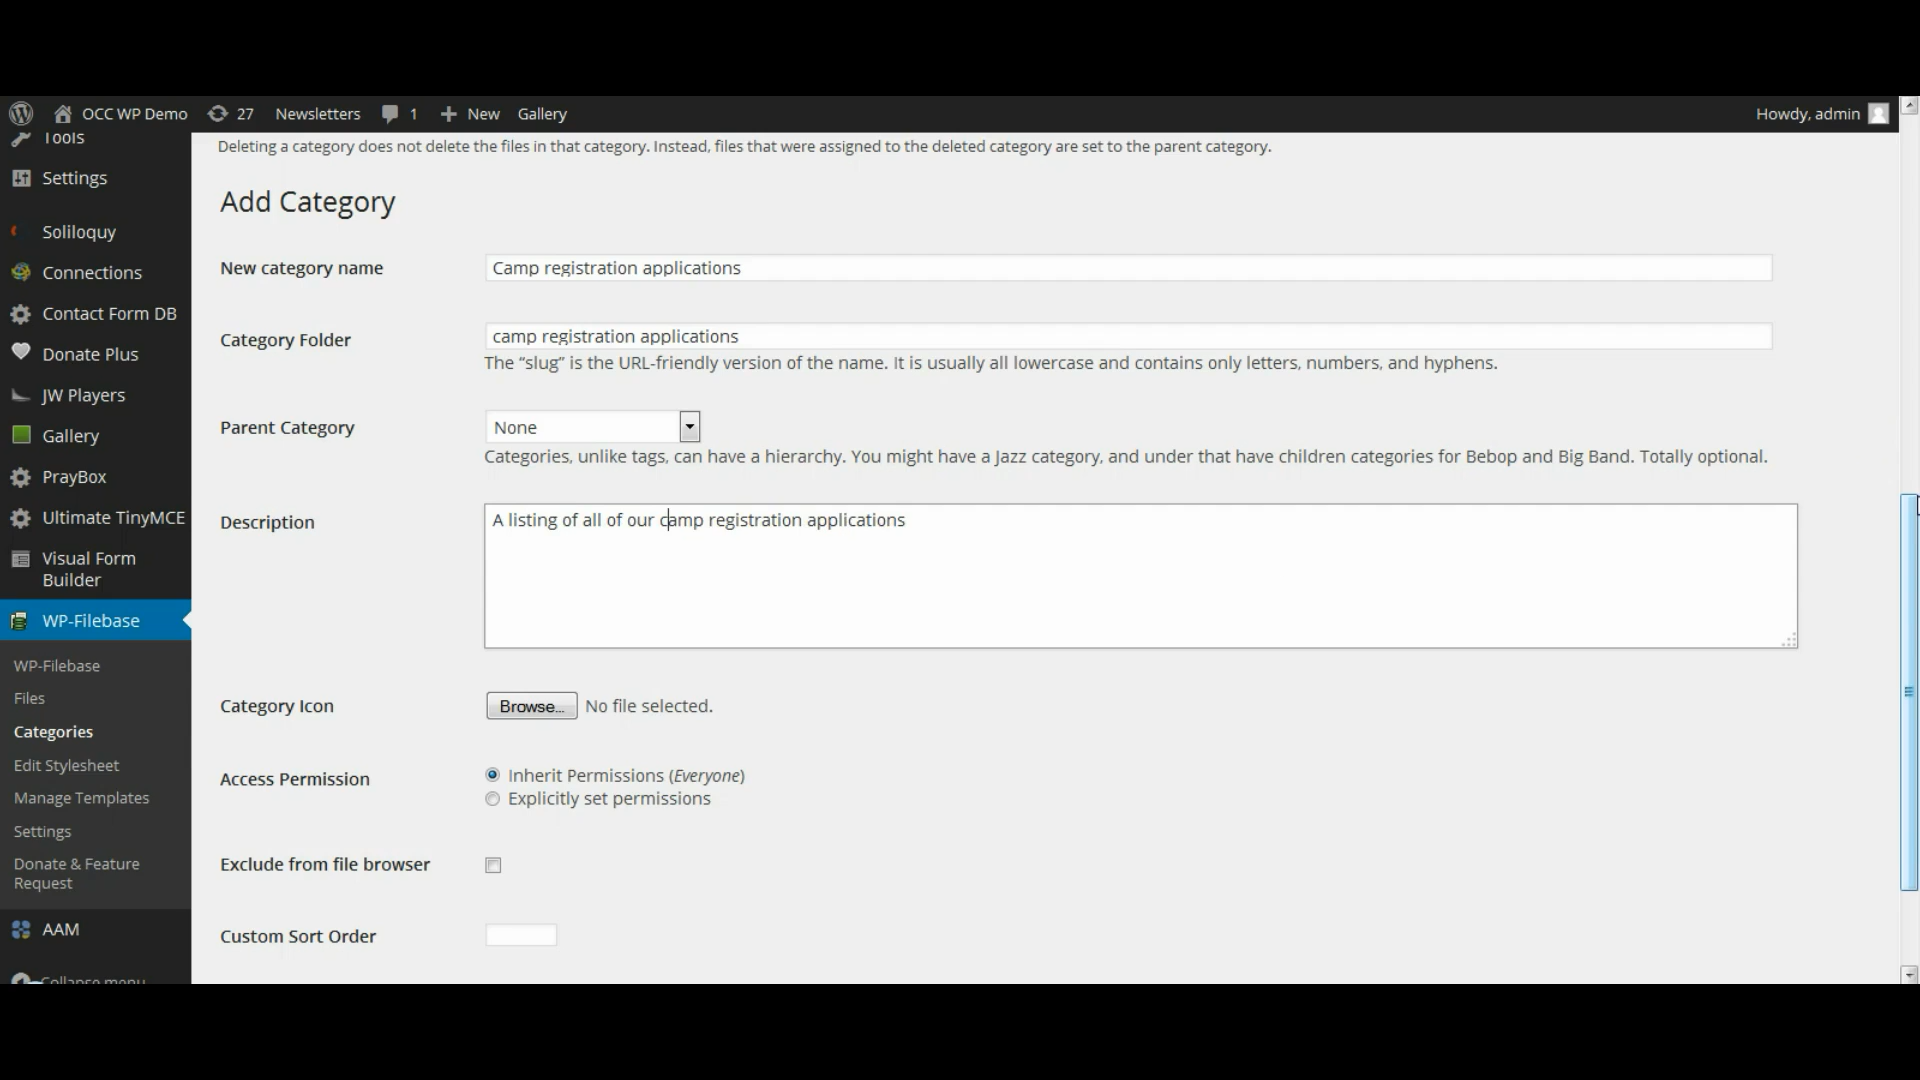 OCC WP Demo 27 Newsletters 1 New Gallery Howdy, admin
Tools
Settings
Soliloquy
Connections
Contact Form DB
Donate Plus
JW Players
Gallery
PrayBox
Ultimate TinyMCE
Visual Form
Builder
WP-Filebase
WP-Filebase
Files
Categories
Edit Stylesheet
Manage Templates
Settings
Donate & Feature
Request
AAM
Collapse menu
Deleting a category does not delete the files in that category. Instead, files that were assigned to the deleted category are set to the parent category.
Add Category
New category name Camp registration applications
Category Folder camp registration applications
The “slug” is the URL-friendly version of the name. It is usually all lowercase and contains only letters, numbers, and hyphens.
Parent Category None
Categories, unlike tags, can have a hierarchy. You might have a Jazz category, and under that have children categories for Bebop and Big Band. Totally optional.
Description A listing of all of our camp registration applications
Category Icon Browse... No file selected.
Access Permission Inherit Permissions (Everyone)
Explicitly set permissions
Exclude from file browser
Custom Sort Order